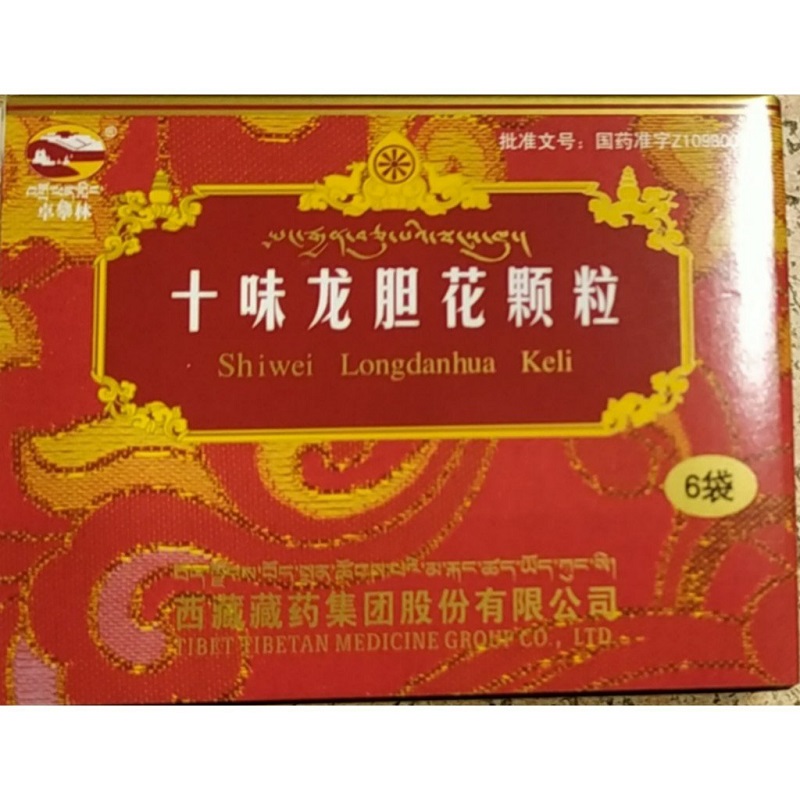 批准文号：国药准字Z109800
®
卓攀林
十味龙胆花颗粒
Shiwei Longdanhua Keli
6袋
西藏藏药集团股份有限公司
TIBET TIBETAN MEDICINE GROUP CO., LTD